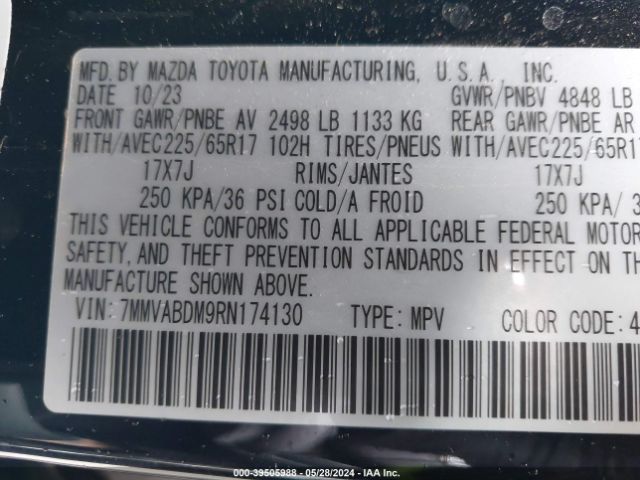 MFD. BY MAZDA TOYOTA MANUFACTURING, U.S.A., INC.
DATE 10/23 GVWR/PNBV 4848 LB
FRONT GAWR/PNBE AV 2498 LB 1133 KG REAR GAWR/PNBE AR
WITH/AVEC225/65R17 102H TIRES/PNEUS WITH/AVEC225/65R17
17X7J RIMS/JANTES 17X7J
250 KPA/36 PSI COLD/A FROID 250 KPA/ 3
THIS VEHICLE CONFORMS TO ALL APPLICABLE FEDERAL MOTOR
SAFETY, AND THEFT PREVENTION STANDARDS IN EFFECT ON TH
MANUFACTURE SHOWN ABOVE.
VIN: 7MMVABDM9RN174130 TYPE: MPV COLOR CODE: 4
000-39505988 - 05/28/2024 - IAA Inc.